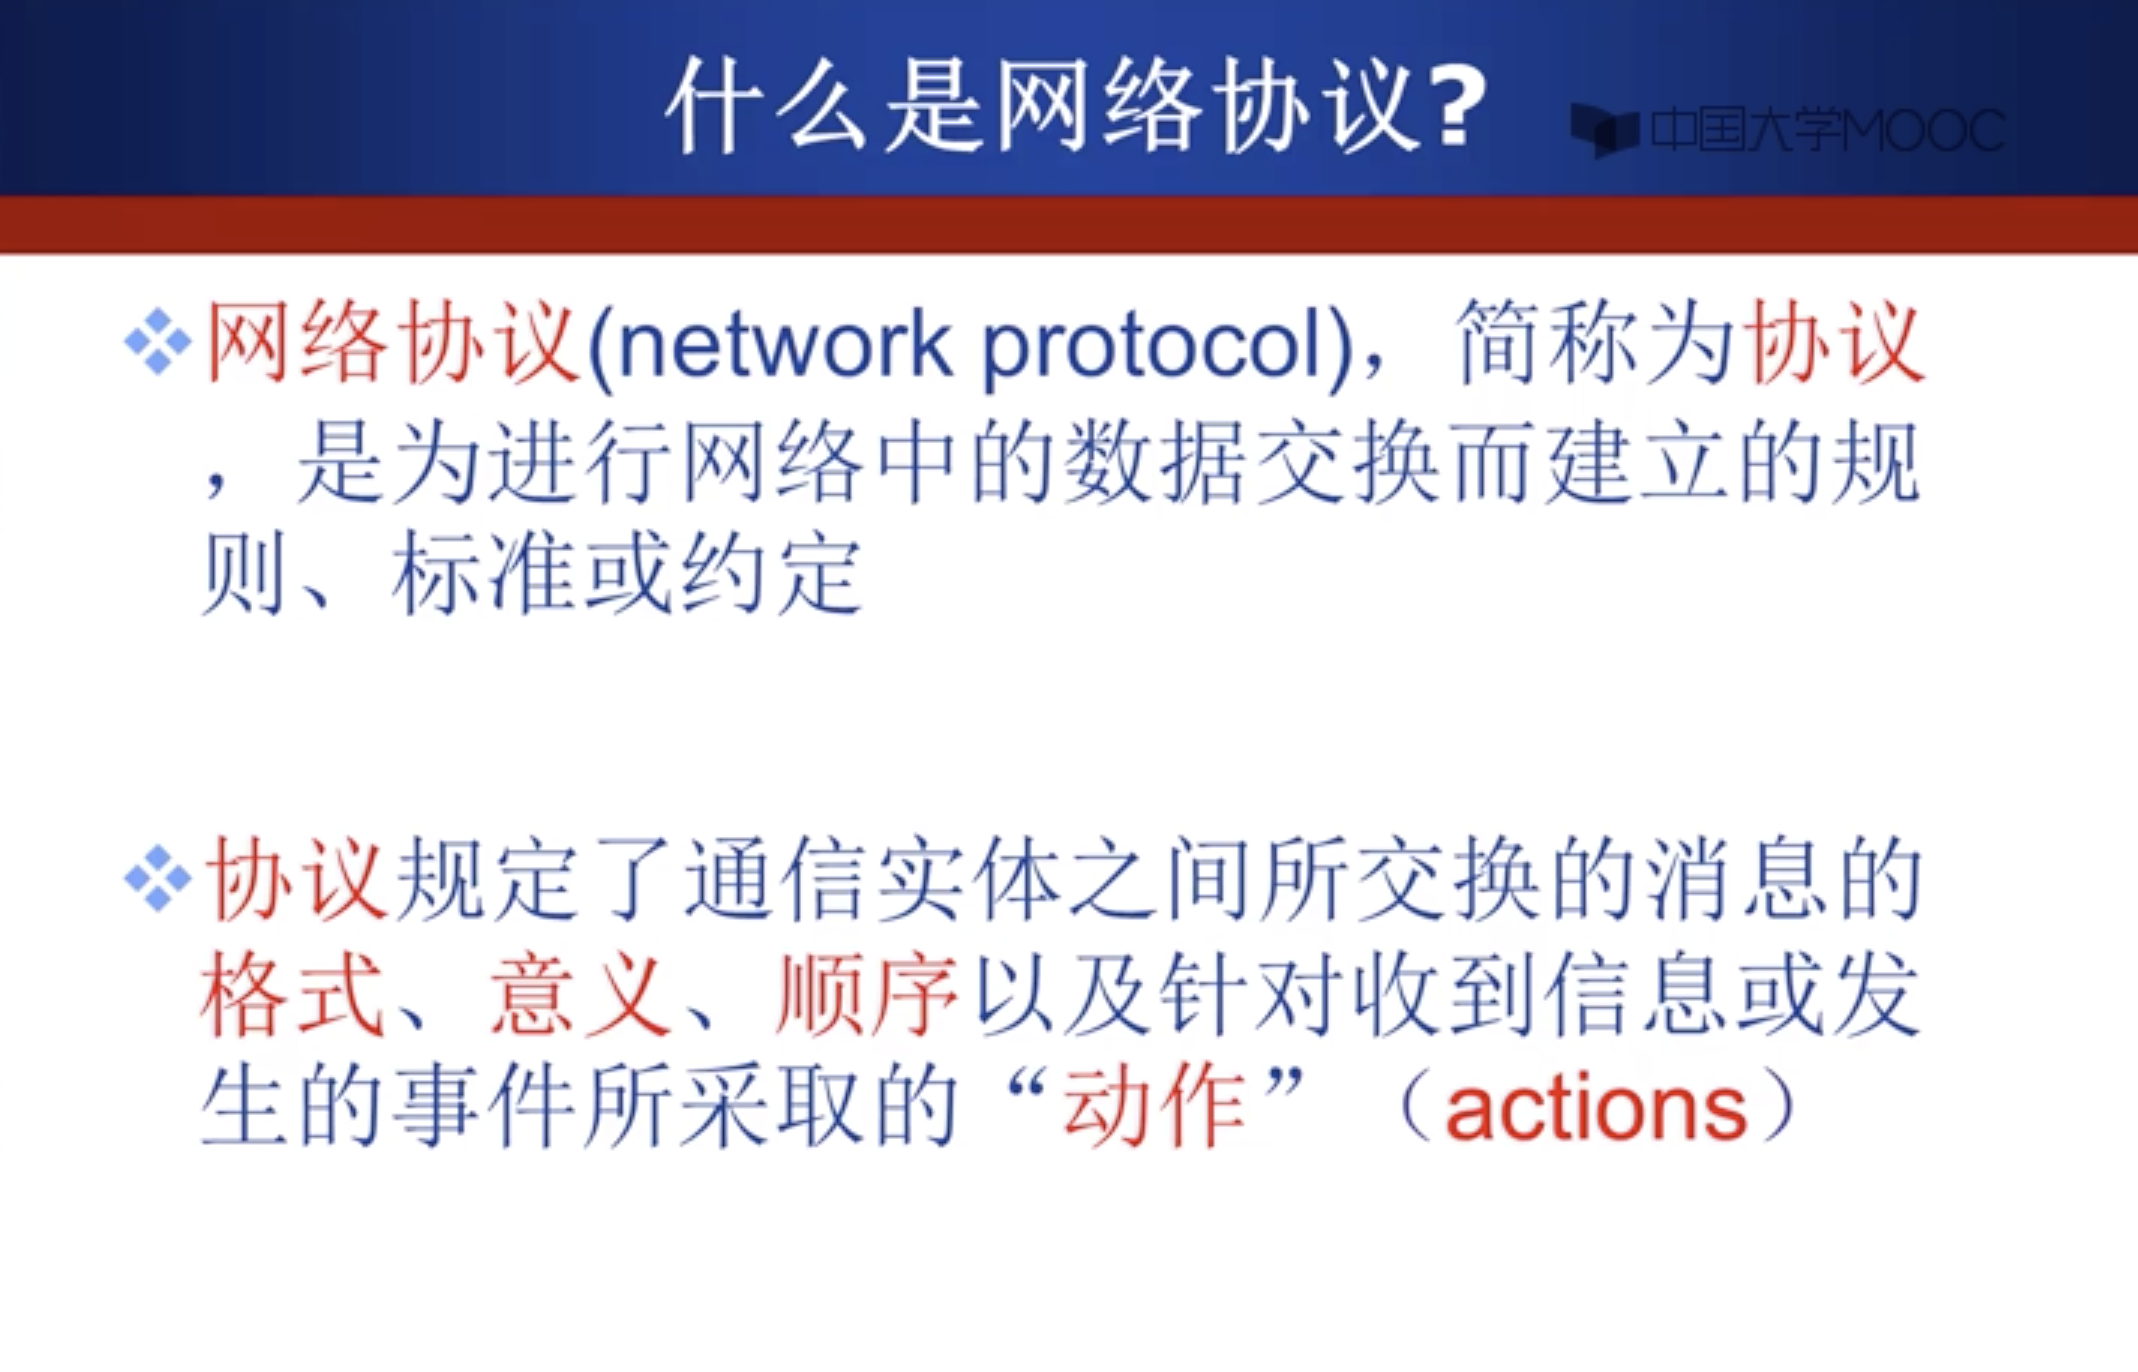 什么是网络协议?
中国大学MOOC
网络协议(network protocol)，简称为协议
，是为进行网络中的数据交换而建立的规
则、标准或约定
协议规定了通信实体之间所交换的消息的
格式、意义、顺序以及针对收到信息或发
生的事件所采取的“动作”（actions）